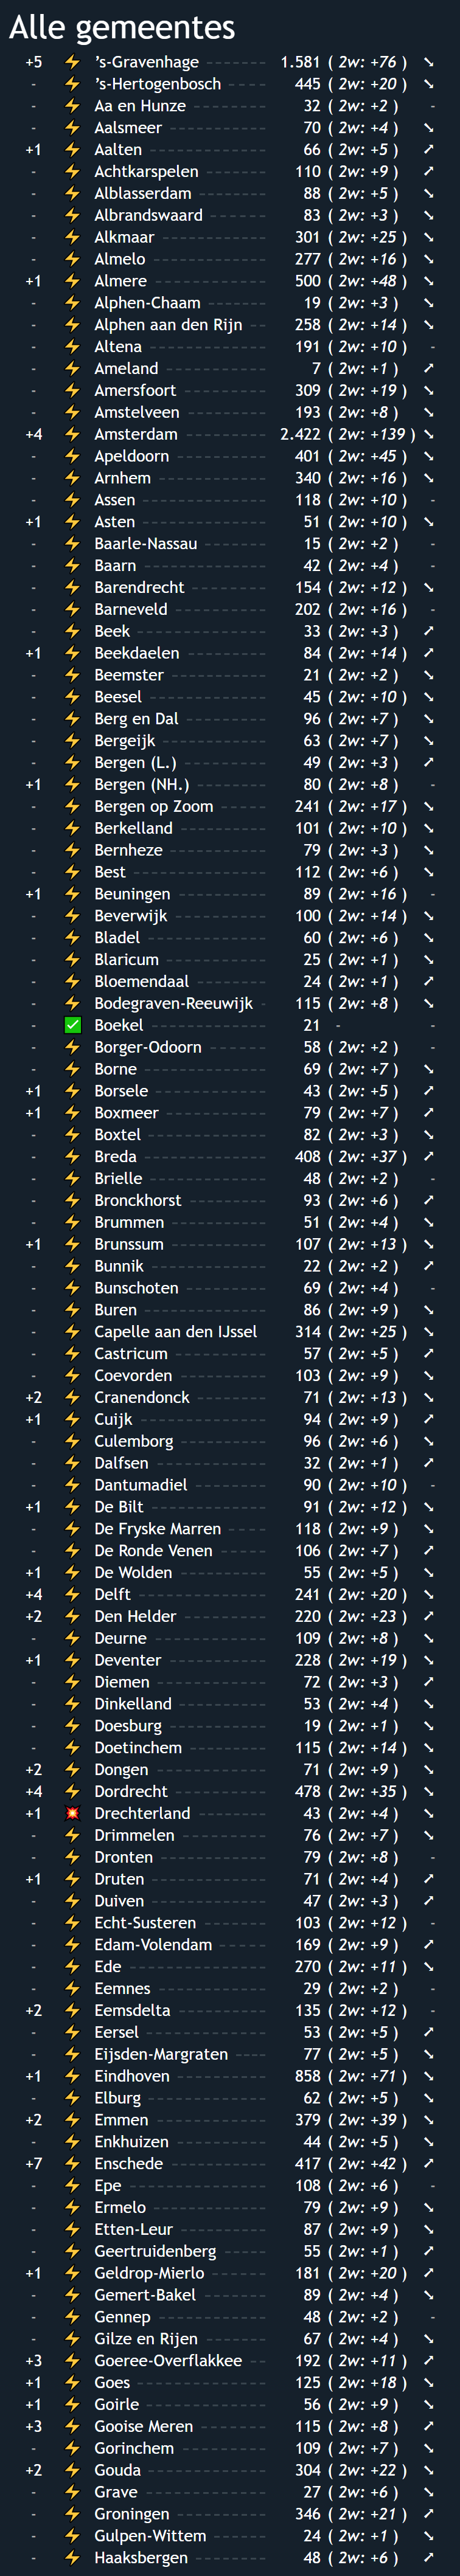 Alle gemeentes
+5 ⚡ 's-Gravenhage 1.581 ( 2w: +76 ) ➘
- ⚡ 's-Hertogenbosch 445 ( 2w: +20 ) ➘
- ⚡ Aa en Hunze 32 ( 2w: +2 ) -
- ⚡ Aalsmeer 70 ( 2w: +4 ) ➘
+1 ⚡ Aalten 66 ( 2w: +5 ) ➚
- ⚡ Achtkarspelen 110 ( 2w: +9 ) ➚
- ⚡ Alblasserdam 88 ( 2w: +5 ) ➘
- ⚡ Albrandswaard 83 ( 2w: +3 ) ➘
- ⚡ Alkmaar 301 ( 2w: +25 ) ➘
- ⚡ Almelo 277 ( 2w: +16 ) ➘
+1 ⚡ Almere 500 ( 2w: +48 ) ➘
- ⚡ Alphen-Chaam 19 ( 2w: +3 ) ➘
- ⚡ Alphen aan den Rijn 258 ( 2w: +14 ) ➘
- ⚡ Altena 191 ( 2w: +10 ) -
- ⚡ Ameland 7 ( 2w: +1 ) ➚
- ⚡ Amersfoort 309 ( 2w: +19 ) ➘
- ⚡ Amstelveen 193 ( 2w: +8 ) ➘
+4 ⚡ Amsterdam 2.422 ( 2w: +139 ) ➘
- ⚡ Apeldoorn 401 ( 2w: +45 ) ➘
- ⚡ Arnhem 340 ( 2w: +16 ) ➘
- ⚡ Assen 118 ( 2w: +10 ) -
+1 ⚡ Asten 51 ( 2w: +10 ) ➘
- ⚡ Baarle-Nassau 15 ( 2w: +2 ) -
- ⚡ Baarn 42 ( 2w: +4 ) -
- ⚡ Barendrecht 154 ( 2w: +12 ) ➘
- ⚡ Barneveld 202 ( 2w: +16 ) -
- ⚡ Beek 33 ( 2w: +3 ) ➚
+1 ⚡ Beekdaelen 84 ( 2w: +14 ) ➚
- ⚡ Beemster 21 ( 2w: +2 ) ➘
- ⚡ Beesel 45 ( 2w: +10 ) ➘
- ⚡ Berg en Dal 96 ( 2w: +7 ) ➘
- ⚡ Bergeijk 63 ( 2w: +7 ) ➘
- ⚡ Bergen (L.) 49 ( 2w: +3 ) ➚
+1 ⚡ Bergen (NH.) 80 ( 2w: +8 ) -
- ⚡ Bergen op Zoom 241 ( 2w: +17 ) ➘
- ⚡ Berkelland 101 ( 2w: +10 ) ➘
- ⚡ Bernheze 79 ( 2w: +3 ) ➘
- ⚡ Best 112 ( 2w: +6 ) ➘
+1 ⚡ Beuningen 89 ( 2w: +16 ) -
- ⚡ Beverwijk 100 ( 2w: +14 ) ➘
- ⚡ Bladel 60 ( 2w: +6 ) ➘
- ⚡ Blaricum 25 ( 2w: +1 ) ➘
- ⚡ Bloemendaal 24 ( 2w: +1 ) ➚
- ⚡ Bodegraven-Reeuwijk 115 ( 2w: +8 ) ➘
- ✅ Boekel 21 - -
- ⚡ Borger-Odoorn 58 ( 2w: +2 ) -
- ⚡ Borne 69 ( 2w: +7 ) ➘
+1 ⚡ Borsele 43 ( 2w: +5 ) ➚
+1 ⚡ Boxmeer 79 ( 2w: +7 ) ➚
- ⚡ Boxtel 82 ( 2w: +3 ) ➘
- ⚡ Breda 408 ( 2w: +37 ) ➚
- ⚡ Brielle 48 ( 2w: +2 ) -
- ⚡ Bronckhorst 93 ( 2w: +6 ) ➚
- ⚡ Brummen 51 ( 2w: +4 ) ➘
+1 ⚡ Brunssum 107 ( 2w: +13 ) ➘
- ⚡ Bunnik 22 ( 2w: +2 ) ➚
- ⚡ Bunschoten 69 ( 2w: +4 ) -
- ⚡ Buren 86 ( 2w: +9 ) ➘
- ⚡ Capelle aan den IJssel 314 ( 2w: +25 ) ➘
- ⚡ Castricum 57 ( 2w: +5 ) ➚
- ⚡ Coevorden 103 ( 2w: +9 ) ➘
+2 ⚡ Cranendonck 71 ( 2w: +13 ) ➘
+1 ⚡ Cuijk 94 ( 2w: +9 ) ➚
- ⚡ Culemborg 96 ( 2w: +6 ) ➘
- ⚡ Dalfsen 32 ( 2w: +1 ) ➚
- ⚡ Dantumadiel 90 ( 2w: +10 ) -
+1 ⚡ De Bilt 91 ( 2w: +12 ) ➘
- ⚡ De Fryske Marren 118 ( 2w: +9 ) ➘
- ⚡ De Ronde Venen 106 ( 2w: +7 ) ➚
+1 ⚡ De Wolden 55 ( 2w: +5 ) ➘
+4 ⚡ Delft 241 ( 2w: +20 ) ➘
+2 ⚡ Den Helder 220 ( 2w: +23 ) ➚
- ⚡ Deurne 109 ( 2w: +8 ) ➘
+1 ⚡ Deventer 228 ( 2w: +19 ) ➘
- ⚡ Diemen 72 ( 2w: +3 ) ➚
- ⚡ Dinkelland 53 ( 2w: +4 ) ➘
- ⚡ Doesburg 19 ( 2w: +1 ) ➘
- ⚡ Doetinchem 115 ( 2w: +14 ) ➘
+2 ⚡ Dongen 71 ( 2w: +9 ) ➘
+4 ⚡ Dordrecht 478 ( 2w: +35 ) ➘
+1 💥 Drechterland 43 ( 2w: +4 ) ➘
- ⚡ Drimmelen 76 ( 2w: +7 ) ➘
- ⚡ Dronten 79 ( 2w: +8 ) -
+1 ⚡ Druten 71 ( 2w: +4 ) ➚
- ⚡ Duiven 47 ( 2w: +3 ) ➚
- ⚡ Echt-Susteren 103 ( 2w: +12 ) -
- ⚡ Edam-Volendam 169 ( 2w: +9 ) ➚
- ⚡ Ede 270 ( 2w: +11 ) ➘
- ⚡ Eemnes 29 ( 2w: +2 ) -
+2 ⚡ Eemsdelta 135 ( 2w: +12 ) -
- ⚡ Eersel 53 ( 2w: +5 ) ➚
- ⚡ Eijsden-Margraten 77 ( 2w: +5 ) ➘
+1 ⚡ Eindhoven 858 ( 2w: +71 ) ➘
- ⚡ Elburg 62 ( 2w: +5 ) ➘
+2 ⚡ Emmen 379 ( 2w: +39 ) ➘
- ⚡ Enkhuizen 44 ( 2w: +5 ) ➘
+7 ⚡ Enschede 417 ( 2w: +42 ) ➚
- ⚡ Epe 108 ( 2w: +6 ) -
- ⚡ Ermelo 79 ( 2w: +9 ) ➘
- ⚡ Etten-Leur 87 ( 2w: +9 ) ➘
- ⚡ Geertruidenberg 55 ( 2w: +1 ) ➚
+1 ⚡ Geldrop-Mierlo 181 ( 2w: +20 ) ➚
- ⚡ Gemert-Bakel 89 ( 2w: +4 ) ➘
- ⚡ Gennep 48 ( 2w: +2 ) -
- ⚡ Gilze en Rijen 67 ( 2w: +4 ) ➘
+3 ⚡ Goeree-Overflakkee 192 ( 2w: +11 ) ➚
+1 ⚡ Goes 125 ( 2w: +18 ) ➘
+1 ⚡ Goirle 56 ( 2w: +9 ) ➘
+3 ⚡ Gooise Meren 115 ( 2w: +8 ) ➚
- ⚡ Gorinchem 109 ( 2w: +7 ) ➘
+2 ⚡ Gouda 304 ( 2w: +22 ) ➘
- ⚡ Grave 27 ( 2w: +6 ) ➘
- ⚡ Groningen 346 ( 2w: +21 ) ➚
- ⚡ Gulpen-Wittem 24 ( 2w: +1 ) ➘
- ⚡ Haaksbergen 48 ( 2w: +6 ) ➚